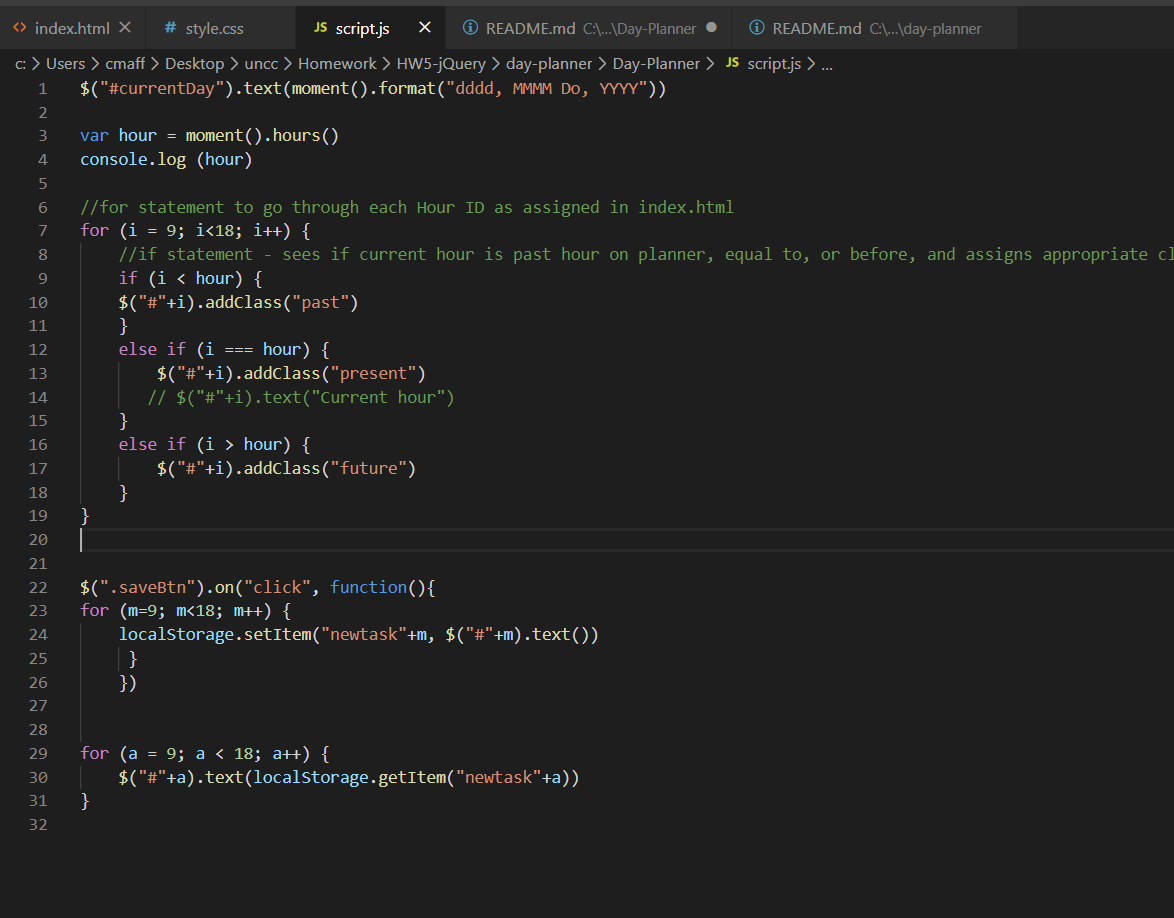 <> index.html ×
# style.css
JS script.js ×
ⓘ README.md C:\...\Day-Planner ●
ⓘ README.md C:\...\day-planner
c: > Users > cmaff > Desktop > uncc > Homework > HW5-jQuery > day-planner > Day-Planner > JS script.js > ...
1 $("#currentDay").text(moment().format("dddd, MMMM Do, YYYY"))
2
3 var hour = moment().hours()
4 console.log (hour)
5
6 //for statement to go through each Hour ID as assigned in index.html
7 for (i = 9; i<18; i++) {
8     //if statement - sees if current hour is past hour on planner, equal to, or before, and assigns appropriate cl
9     if (i < hour) {
10     $("#"+i).addClass("past")
11     }
12     else if (i === hour) {
13         $("#"+i).addClass("present")
14        // $("#"+i).text("Current hour")
15     }
16     else if (i > hour) {
17         $("#"+i).addClass("future")
18     }
19 }
20
21
22 $(".saveBtn").on("click", function(){
23 for (m=9; m<18; m++) {
24     localStorage.setItem("newtask"+m, $("#"+m).text())
25      }
26     })
27
28
29 for (a = 9; a < 18; a++) {
30     $("#"+a).text(localStorage.getItem("newtask"+a))
31 }
32